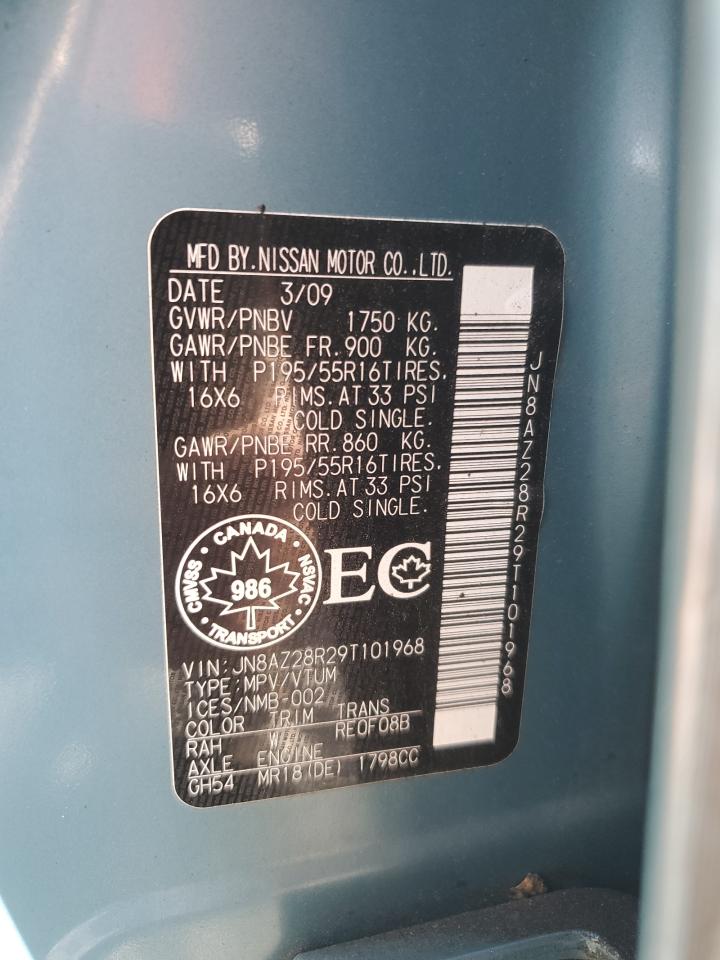 MFD BY.NISSAN MOTOR CO.,LTD.
DATE 3/09
GVWR/PNBV 1750 KG.
GAWR/PNBE FR.900 KG.
WITH P195/55R16TIRES.
16X6 RIMS.AT 33 PSI
COLD SINGLE.
GAWR/PNBE RR.860 KG.
WITH P195/55R16TIRES.
16X6 RIMS.AT 33 PSI
COLD SINGLE.
CANADA
CMVSS 986 NSVAC
TRANSPORT
EC
VIN:JN8AZ28R29T101968
TYPE:MPV/VTUM
ICES/NMB-002
COLOR TRIM TRANS
RAH W RE0F08B
AXLE ENGINE
GH54 MR18(DE) 1798CC
JN8AZ28R29T101968